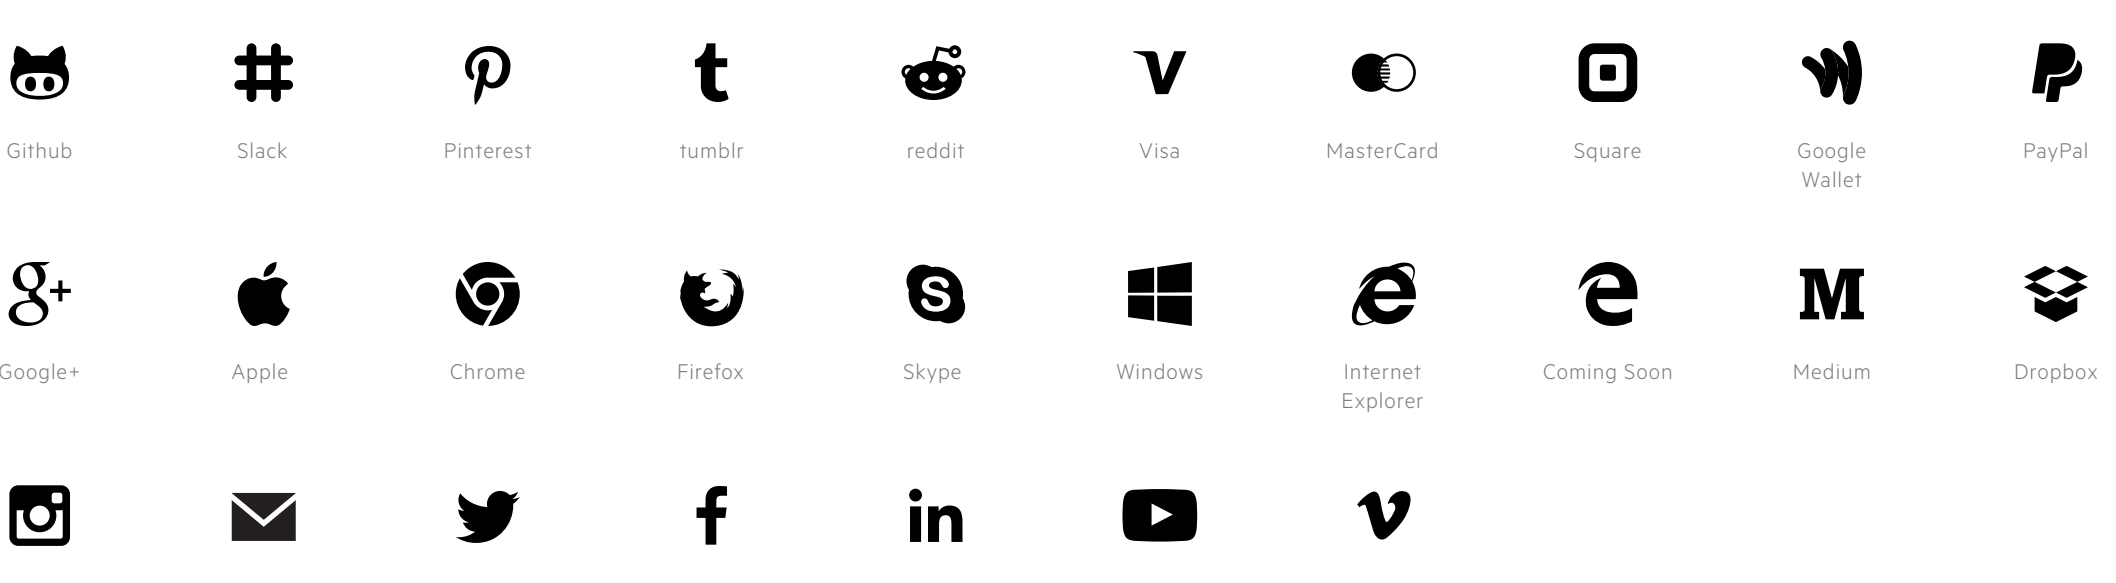 Github Slack Pinterest tumblr reddit Visa MasterCard Square Google PayPal
Wallet
Google+ Apple Chrome Firefox Skype Windows Internet Coming Soon Medium Dropbox
Explorer